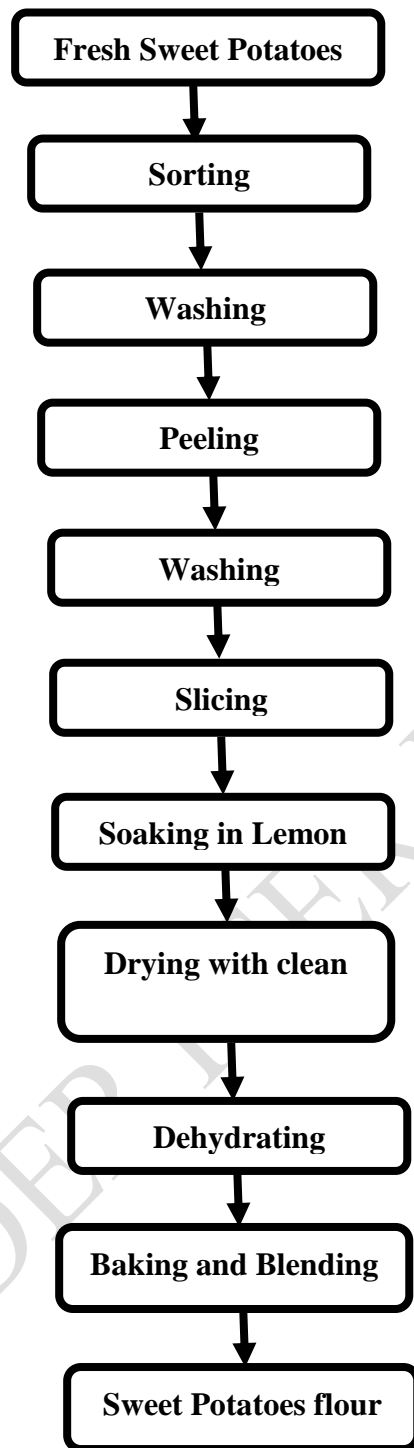 Fresh Sweet Potatoes
Sorting
Washing
Peeling
Washing
Slicing
Soaking in Lemon
Drying with clean
Dehydrating
Baking and Blending
Sweet Potatoes flour